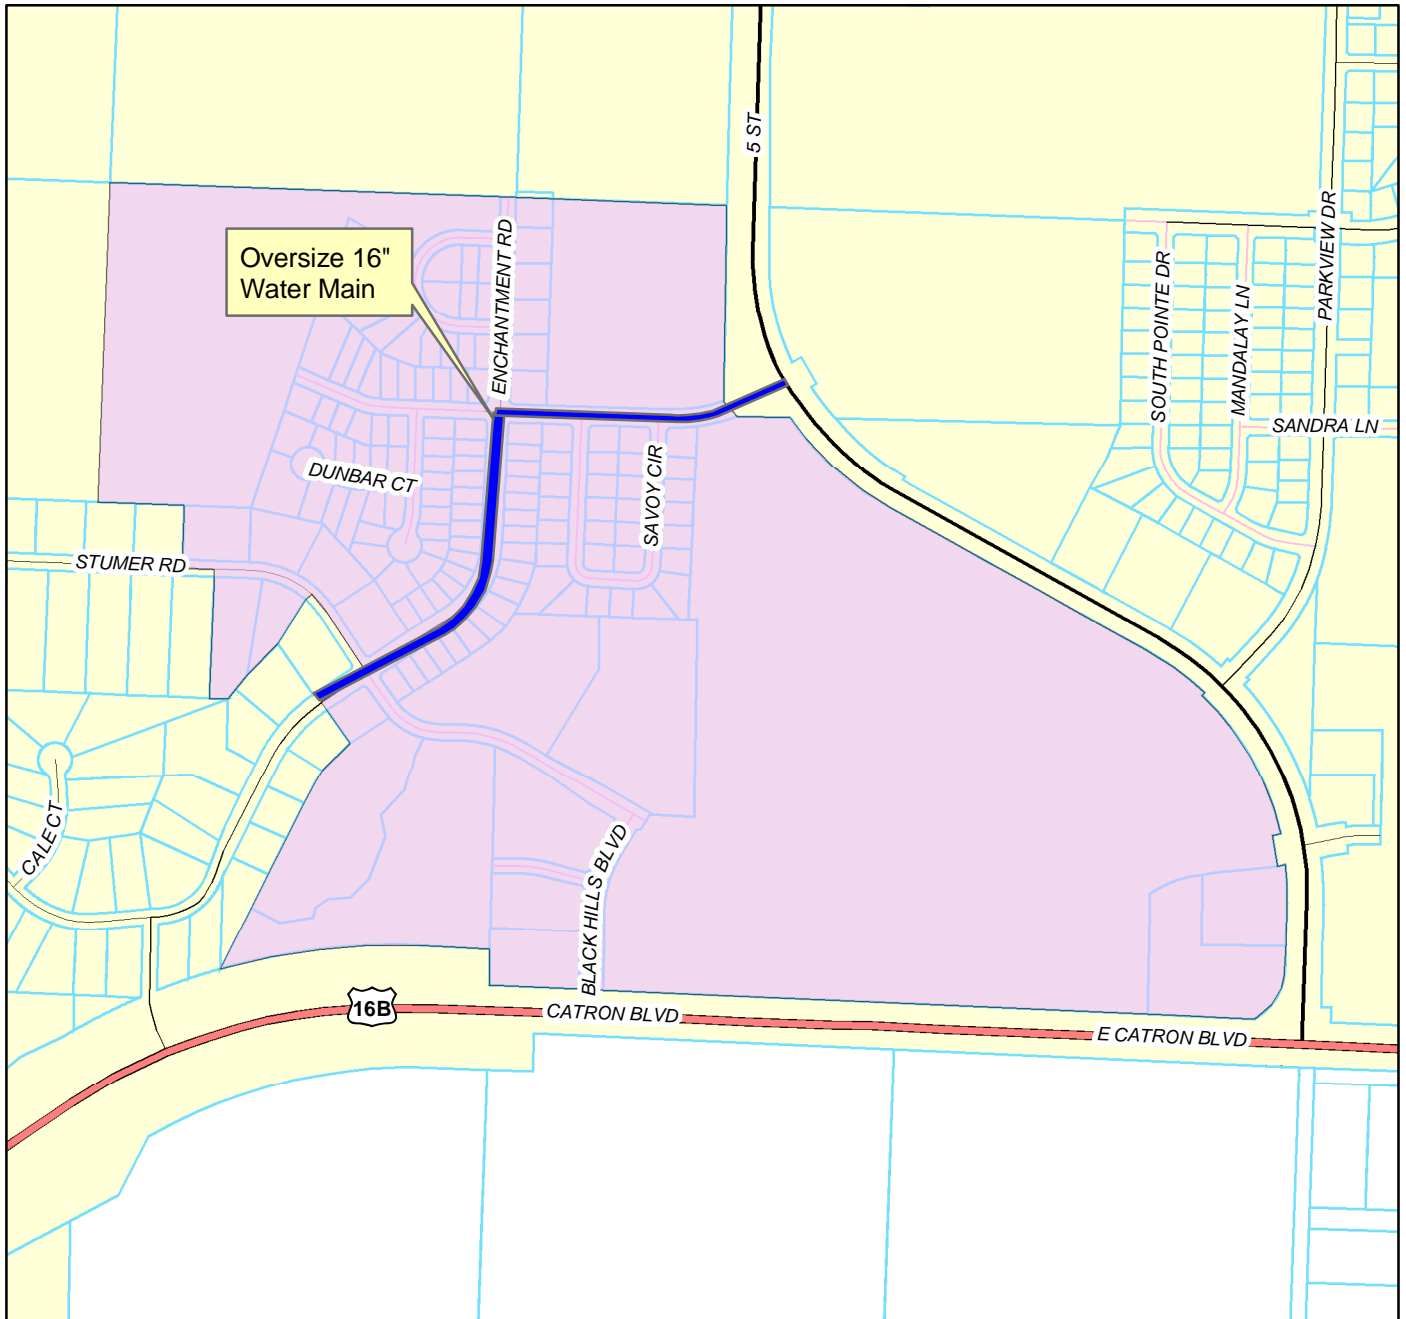 5 ST
PARKVIEW DR
ENCHANTMENT RD
Oversize 16"
Water Main
SOUTH POINTE DR
MANDALAY LN
SANDRA LN
DUNBAR CT
SAVOY CIR
STUMER RD
CALE CT
BLACK HILLS BLVD
16B
CATRON BLVD
E CATRON BLVD